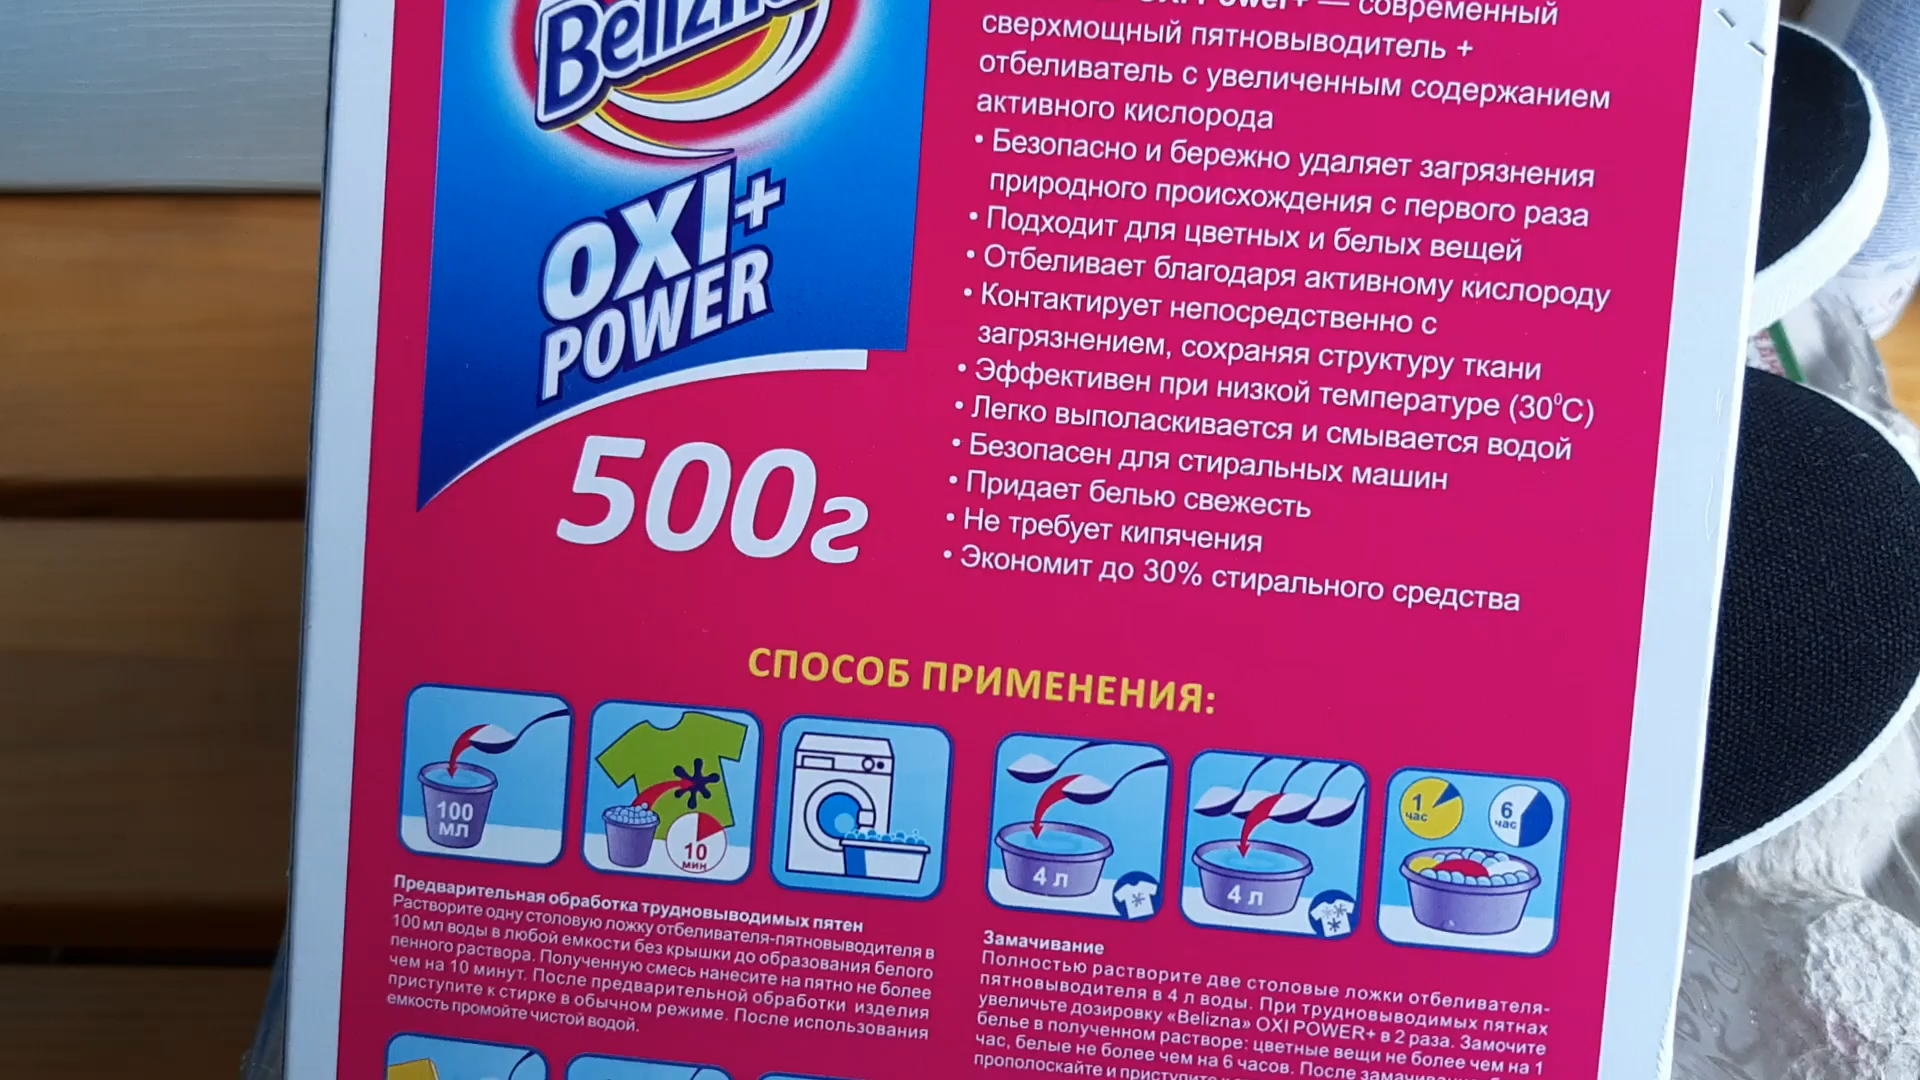 Belizna
OXI+
POWER
500г
OXI Power+ — современный
сверхмощный пятновыводитель +
отбеливатель с увеличенным содержанием
активного кислорода
• Безопасно и бережно удаляет загрязнения
природного происхождения с первого раза
• Подходит для цветных и белых вещей
• Отбеливает благодаря активному кислороду
• Контактирует непосредственно с
загрязнением, сохраняя структуру ткани
• Эффективен при низкой температуре (30⁰С)
• Легко выполаскивается и смывается водой
• Безопасен для стиральных машин
• Придает белью свежесть
• Не требует кипячения
• Экономит до 30% стирального средства
СПОСОБ ПРИМЕНЕНИЯ:
100
МЛ
10
мин
4 л
4 л
1
час
6
час
Предварительная обработка трудновыводимых пятен
Растворите одну столовую ложку отбеливателя-пятновыводителя в
100 мл воды в любой емкости без крышки до образования белого
пенного раствора. Полученную смесь нанесите на пятно не более
чем на 10 минут. После предварительной обработки изделия
приступите к стирке в обычном режиме. После использования
емкость промойте чистой водой.
Замачивание
Полностью растворите две столовые ложки отбеливателя-
пятновыводителя в 4 л воды. При трудновыводимых пятнах
увеличьте дозировку «Belizna» OXI POWER+ в 2 раза. Замочите
белье в полученном растворе: цветные вещи не более чем на 1
час, белые не более чем на 6 часов. После замачивания
прополоскайте и приступите